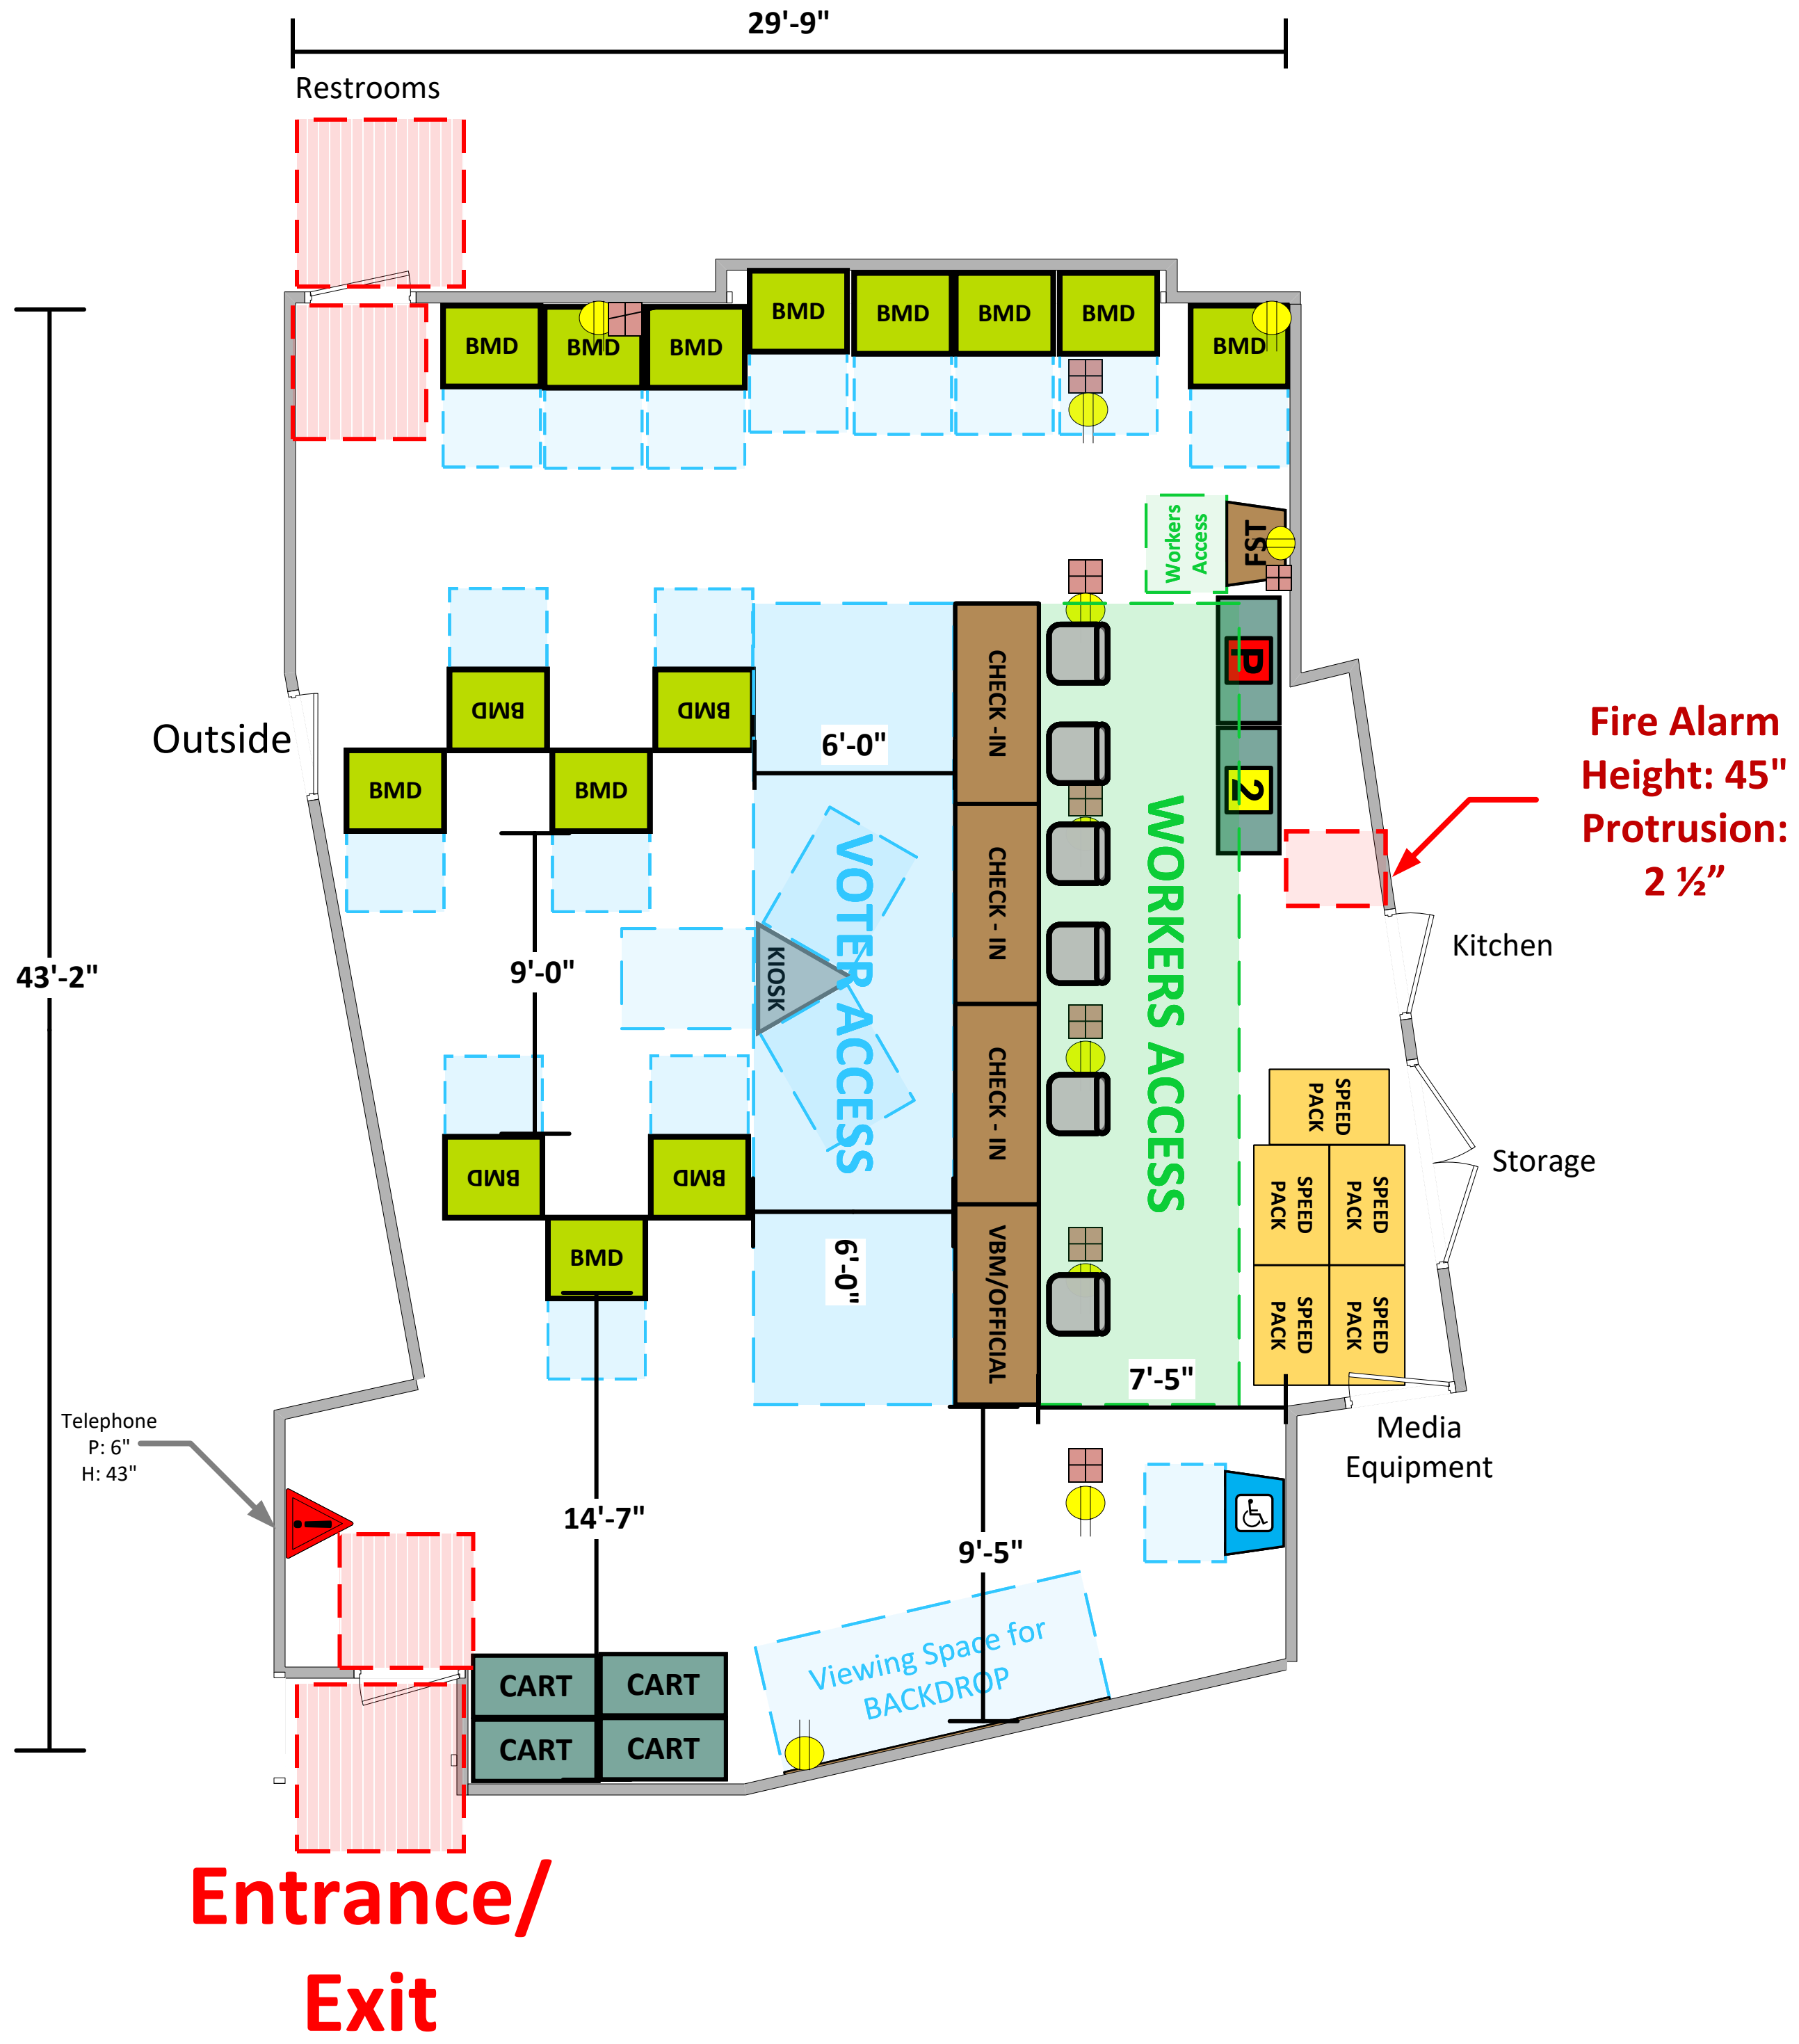 29'-9"
Restrooms
BMD
BMD
BMD
BMD
BMD
BMD
BMD
BMD
Workers
Access
FST
P
2
BMD
BMD
BMD
BMD
Outside
6'-0"
CHECK -IN
CHECK - IN
CHECK - IN
VBM/OFFICIAL
VOTER ACCESS
WORKERS ACCESS
KIOSK
Fire Alarm
Height: 45"
Protrusion:
2 ½”
Kitchen
43'-2"
9'-0"
SPEED
PACK
SPEED
PACK
SPEED
PACK
SPEED
PACK
SPEED
PACK
Storage
BMD
BMD
BMD
6'-0"
7'-5"
Telephone
P: 6"
H: 43"
Media
Equipment
14'-7"
9'-5"
Viewing Space for
BACKDROP
CART
CART
CART
CART
Entrance/
Exit